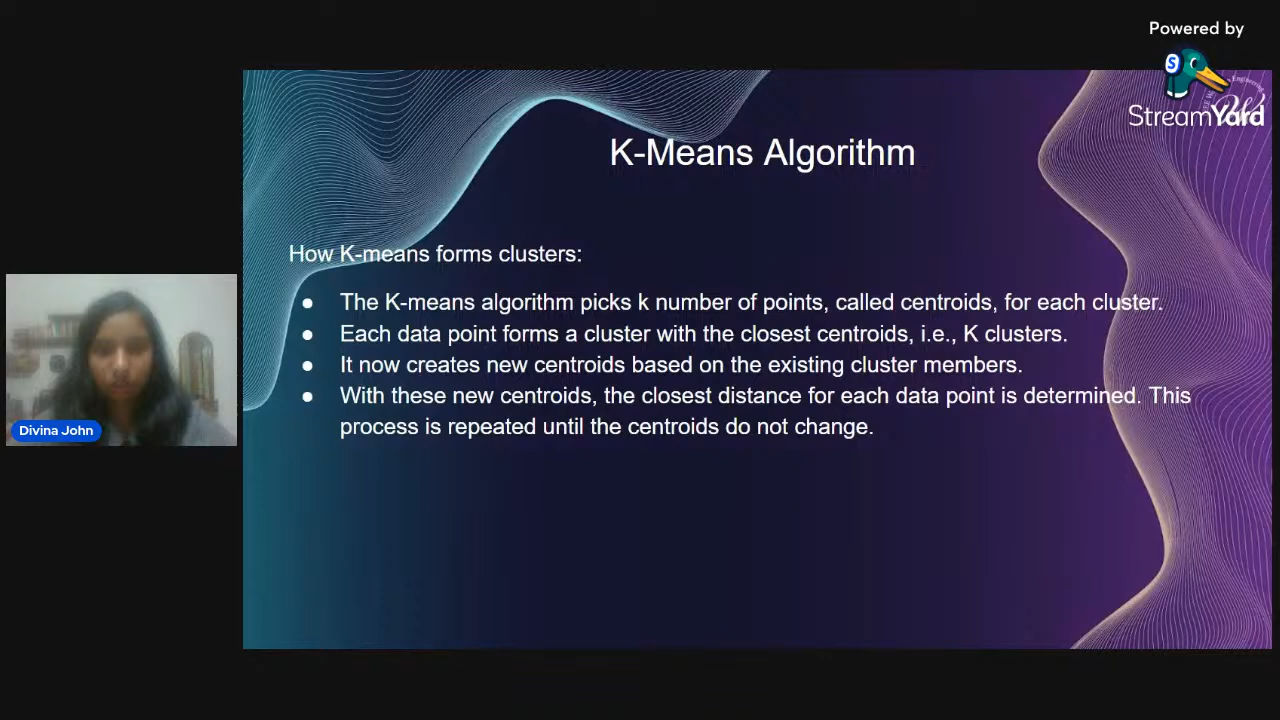 Powered by
StreamYard
K-Means Algorithm
How K-means forms clusters:
● The K-means algorithm picks k number of points, called centroids, for each cluster.
● Each data point forms a cluster with the closest centroids, i.e., K clusters.
● It now creates new centroids based on the existing cluster members.
● With these new centroids, the closest distance for each data point is determined. This
process is repeated until the centroids do not change.
Divina John